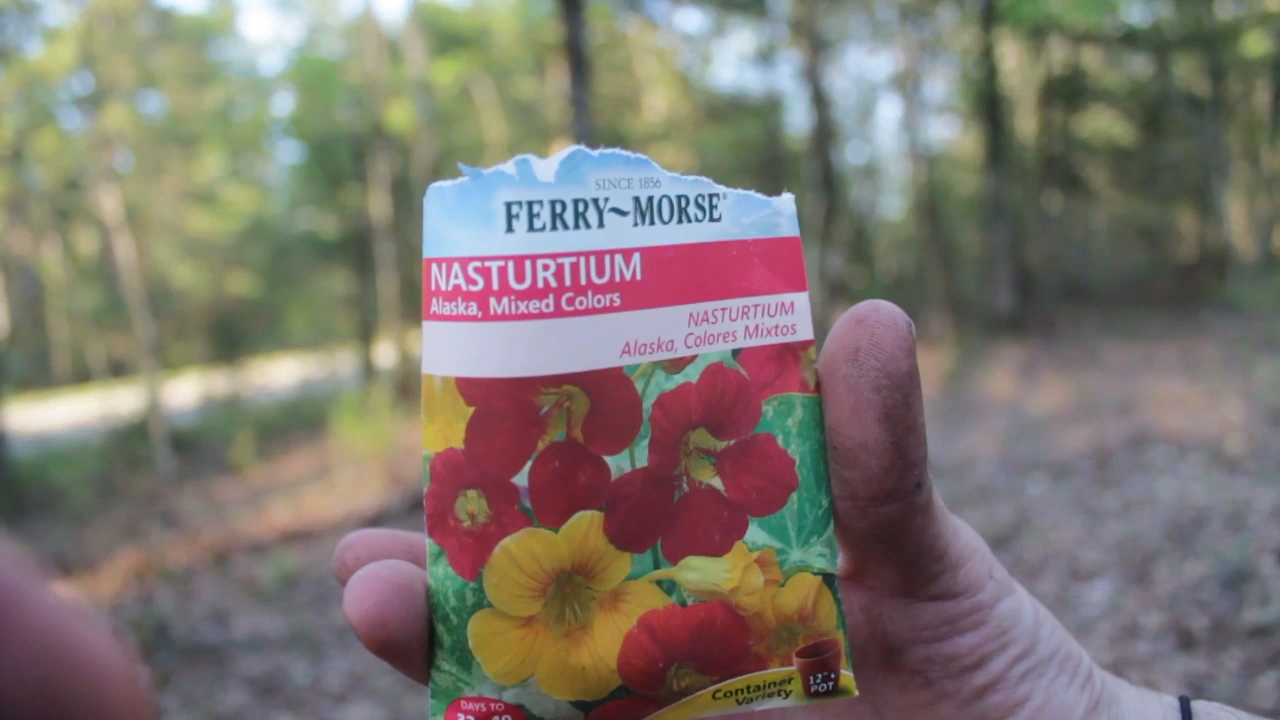 SINCE 1856
FERRY~MORSE®
NASTURTIUM
Alaska, Mixed Colors
NASTURTIUM
Alaska, Colores Mixtos
Container
Variety
12"+
POT
DAYS TO